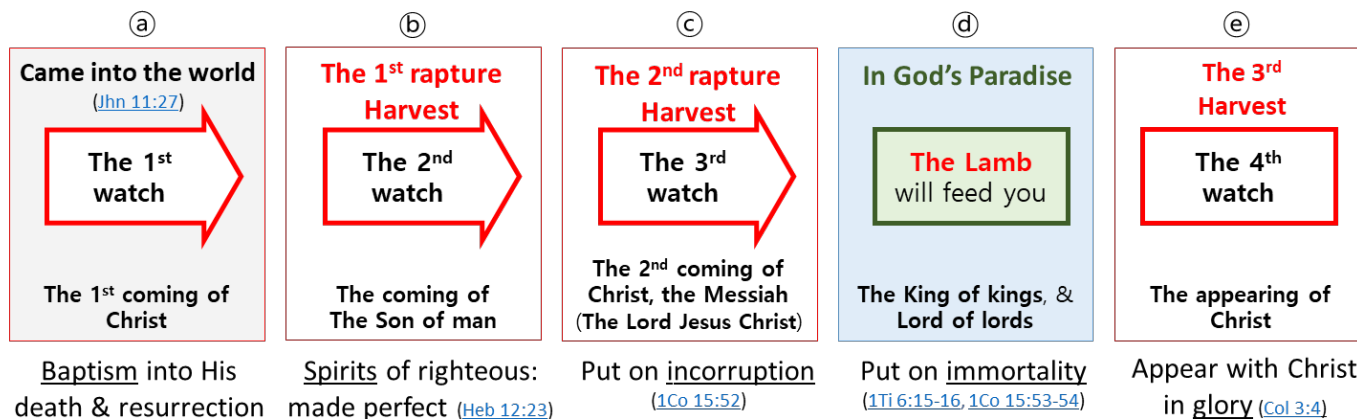 ⓐ
Came into the world
(Jhn 11:27)
The 1st
watch
The 1st coming of
Christ
Baptism into His
death & resurrection
ⓑ
The 1st rapture
Harvest
The 2nd
watch
The coming of
The Son of man
Spirits of righteous:
made perfect (Heb 12:23)
ⓒ
The 2nd rapture
Harvest
The 3rd
watch
The 2nd coming of
Christ, the Messiah
(The Lord Jesus Christ)
Put on incorruption
(1Co 15:52)
ⓓ
In God’s Paradise
The Lamb
will feed you
The King of kings, &
Lord of lords
Put on immortality
(1Ti 6:15-16, 1Co 15:53-54)
ⓔ
The 3rd
Harvest
The 4th
watch
The appearing of
Christ
Appear with Christ
in glory (Col 3:4)